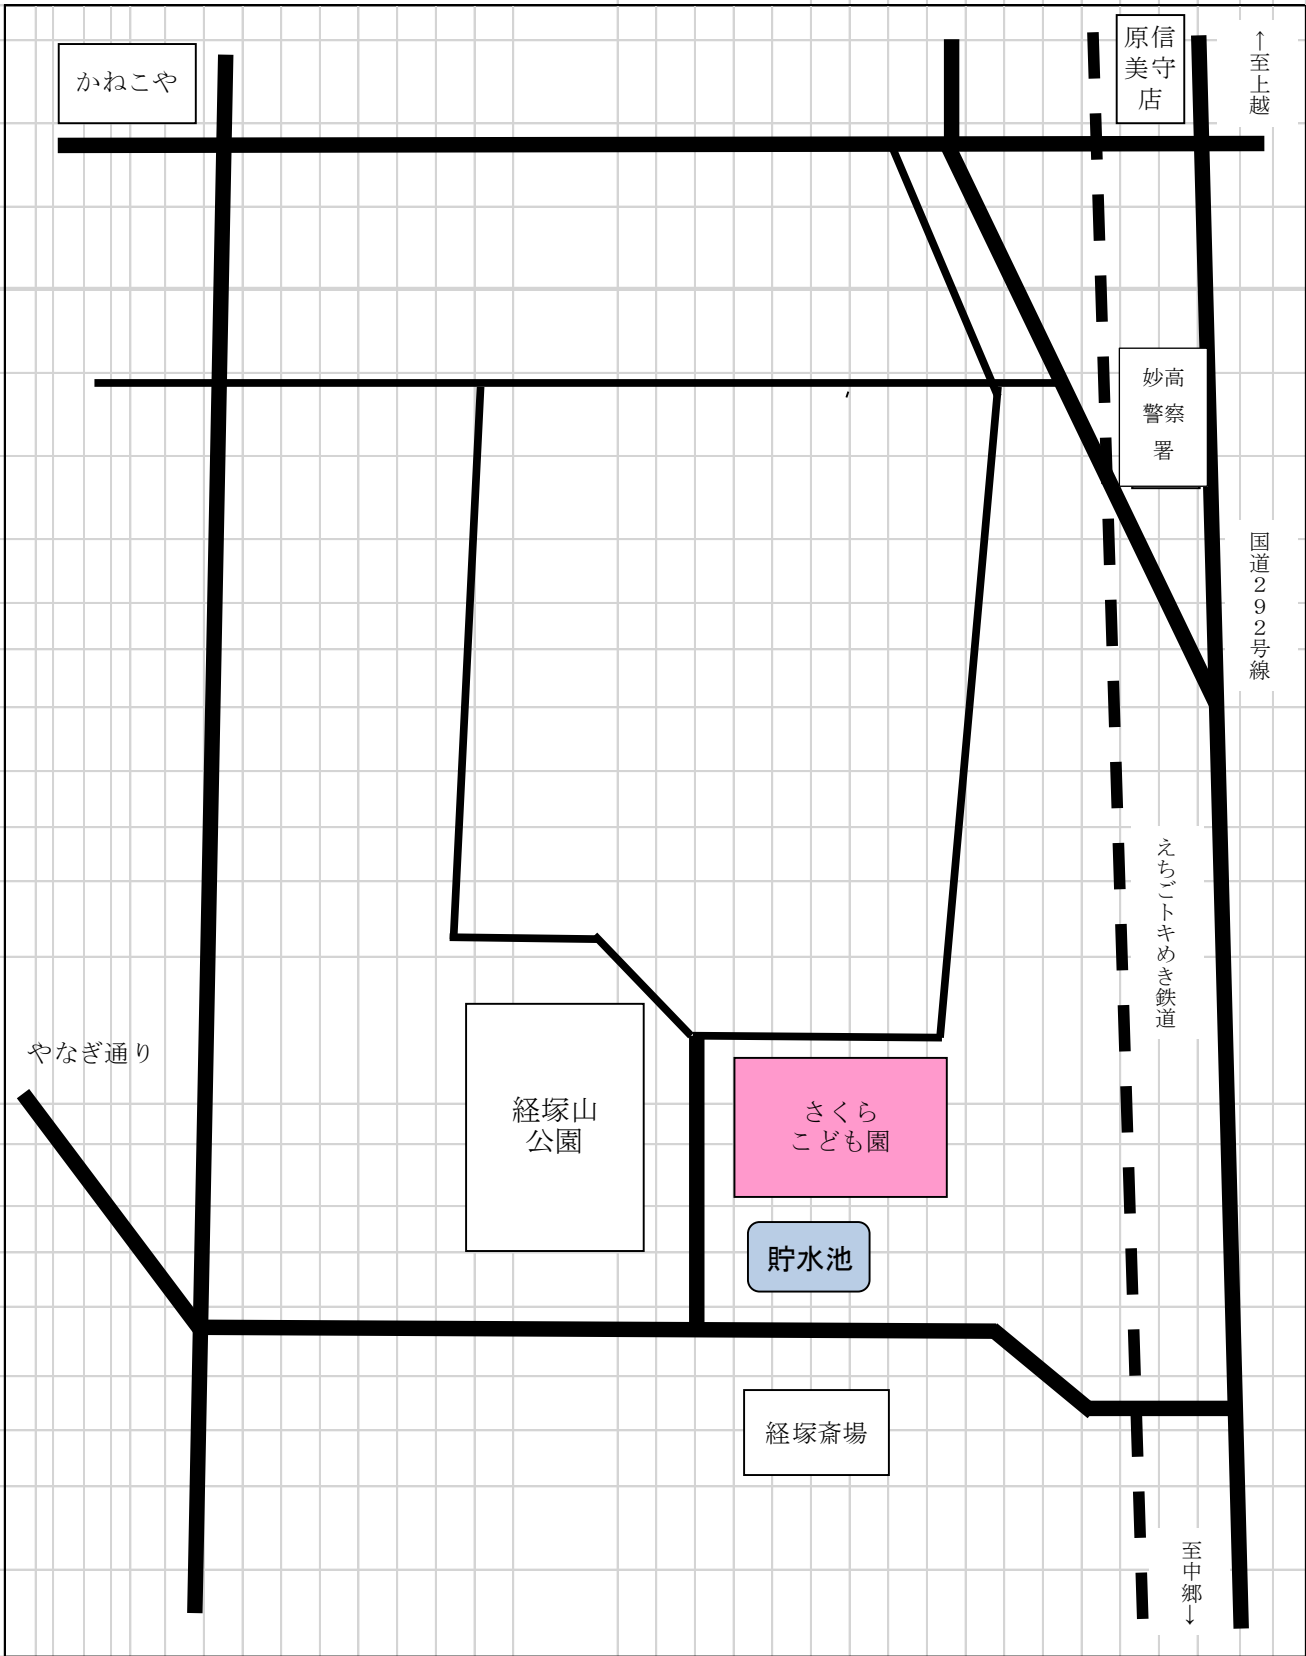 かねこや
原信
美守
店
↑至上越
妙高
警察
署
国道292号線
えちごトキめき鉄道
やなぎ通り
経塚山
公園
さくら
こども園
貯水池
経塚斎場
至中郷↓